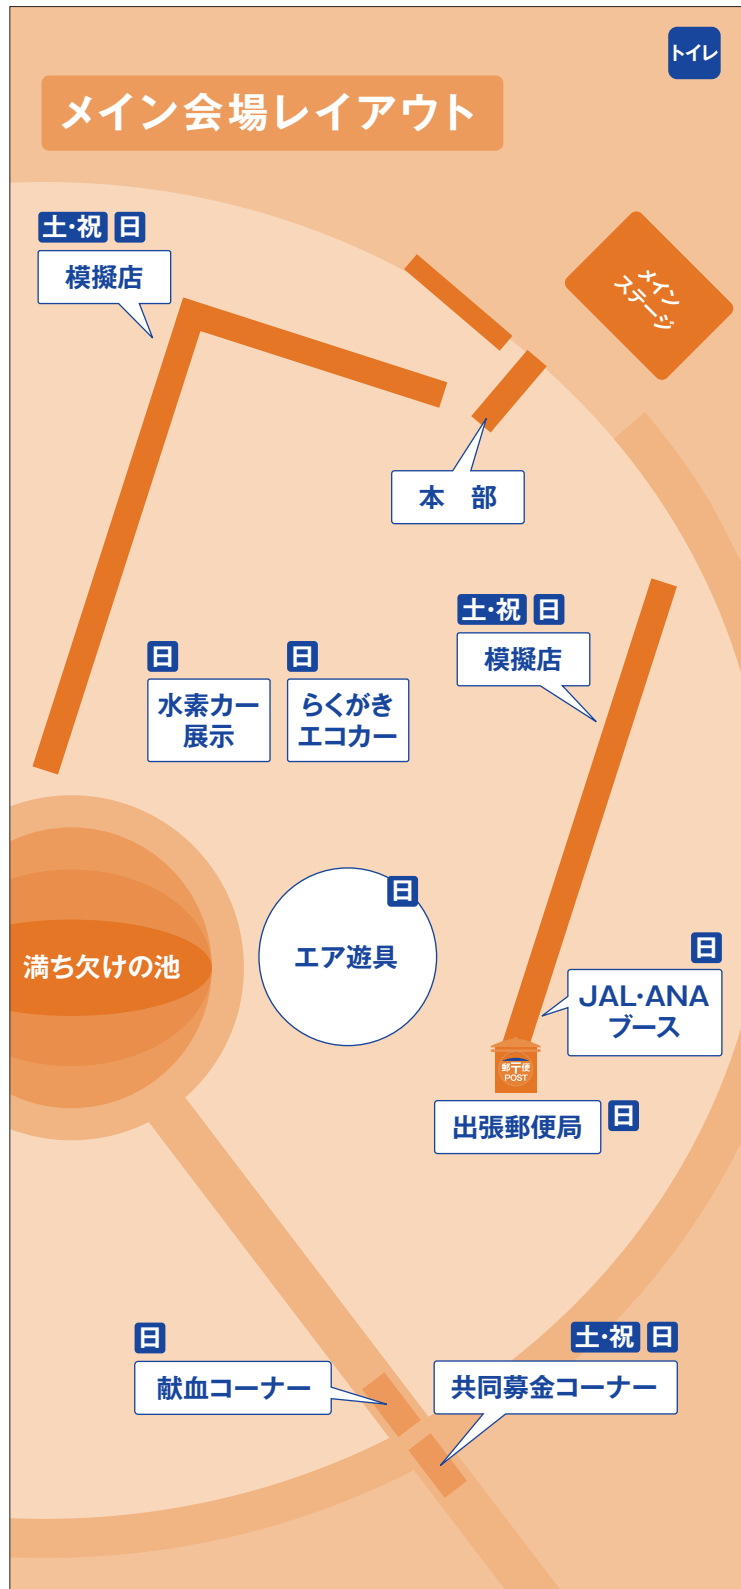 トイレ
メイン会場レイアウト
土・祝 日
模擬店
メイン
ステージ
本 部
土・祝 日
模擬店
日
水素カー
展示
日
らくがき
エコカー
日
エア遊具
満ち欠けの池
日
JAL・ANA
ブース
郵〒便
POST
出張郵便局 日
日
献血コーナー
土・祝 日
共同募金コーナー